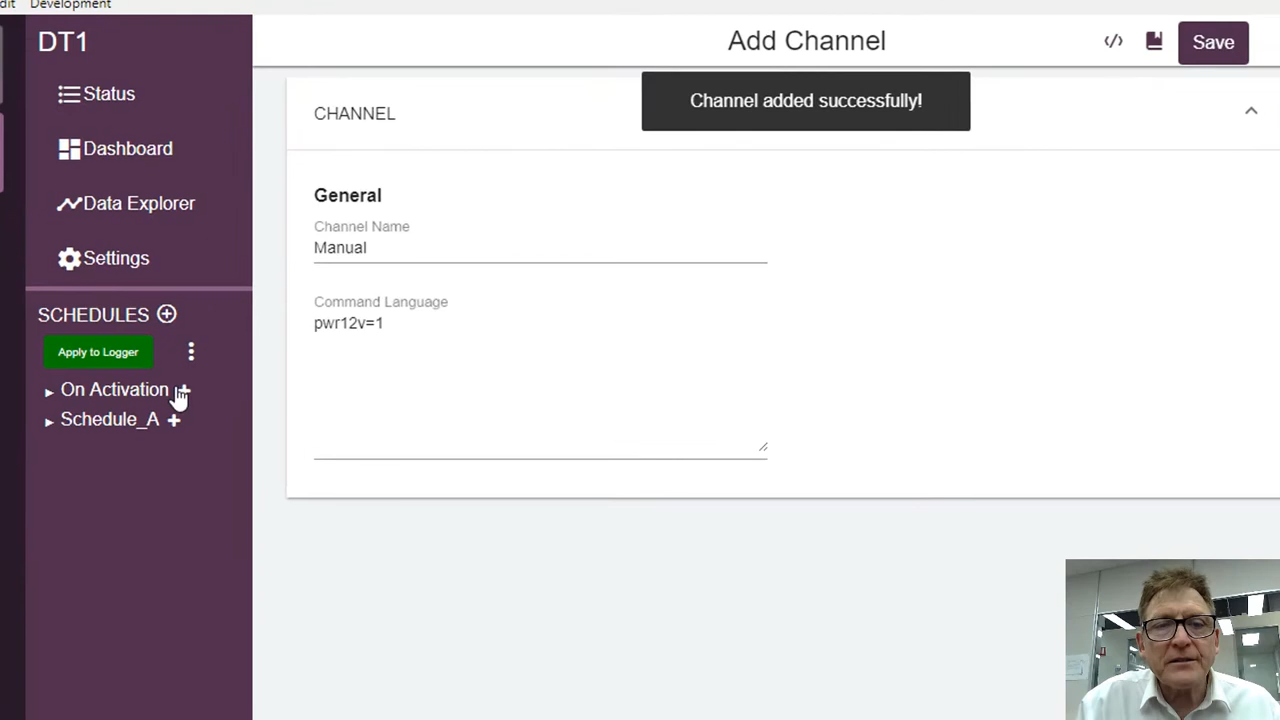 dit Development
DT1
Add Channel
</>
Save
Status
Dashboard
Data Explorer
Settings
Channel added successfully!
CHANNEL
General
Channel Name
Manual
Command Language
pwr12v=1
SCHEDULES
Apply to Logger
On Activation
Schedule_A